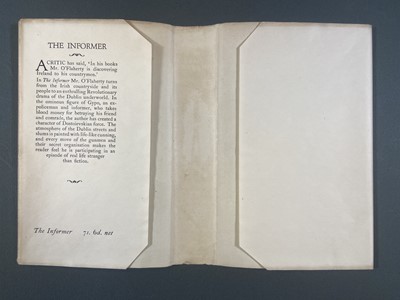 THE INFORMER
A CRITIC has said, 'In his books
Mr. O'Flaherty is discovering
Ireland to his countrymen.'
In The Informer Mr. O'Flaherty turns
from the Irish countryside and its
people to an enthralling Revolutionary
drama of the Dublin underworld. In
the ominous figure of Gypo, an ex-
policeman and informer, who takes
blood money for betraying his friend
and comrade, the author has created a
character of Dostoievskian force. The
atmosphere of the Dublin streets and
slums is painted with life-like cunning,
and every move of the gunmen and
their secret organization makes the
reader feel he is participating in an
episode of real life stranger
than fiction.
The Informer 7s. 6d. net